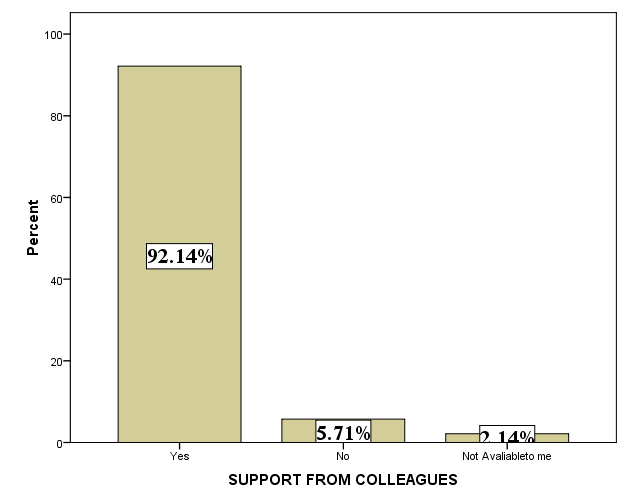 100
80
60
40
20
0
Percent
92.14%
5.71%
2.14%
Yes
No
Not Avaliableto me
SUPPORT FROM COLLEAGUES